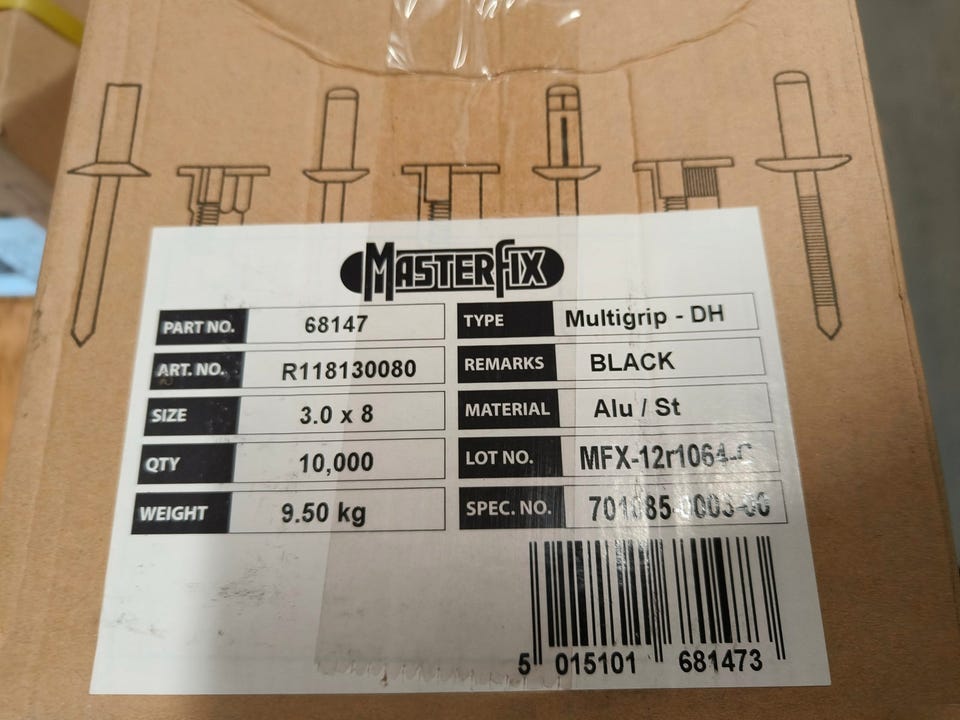 MASTERFIX
PART NO. 68147
TYPE Multigrip - DH
ART. NO. R118130080
REMARKS BLACK
SIZE 3.0 x 8
MATERIAL Alu / St
QTY 10,000
LOT NO.
WEIGHT 9.50 kg
SPEC. NO.
5 015101 681473